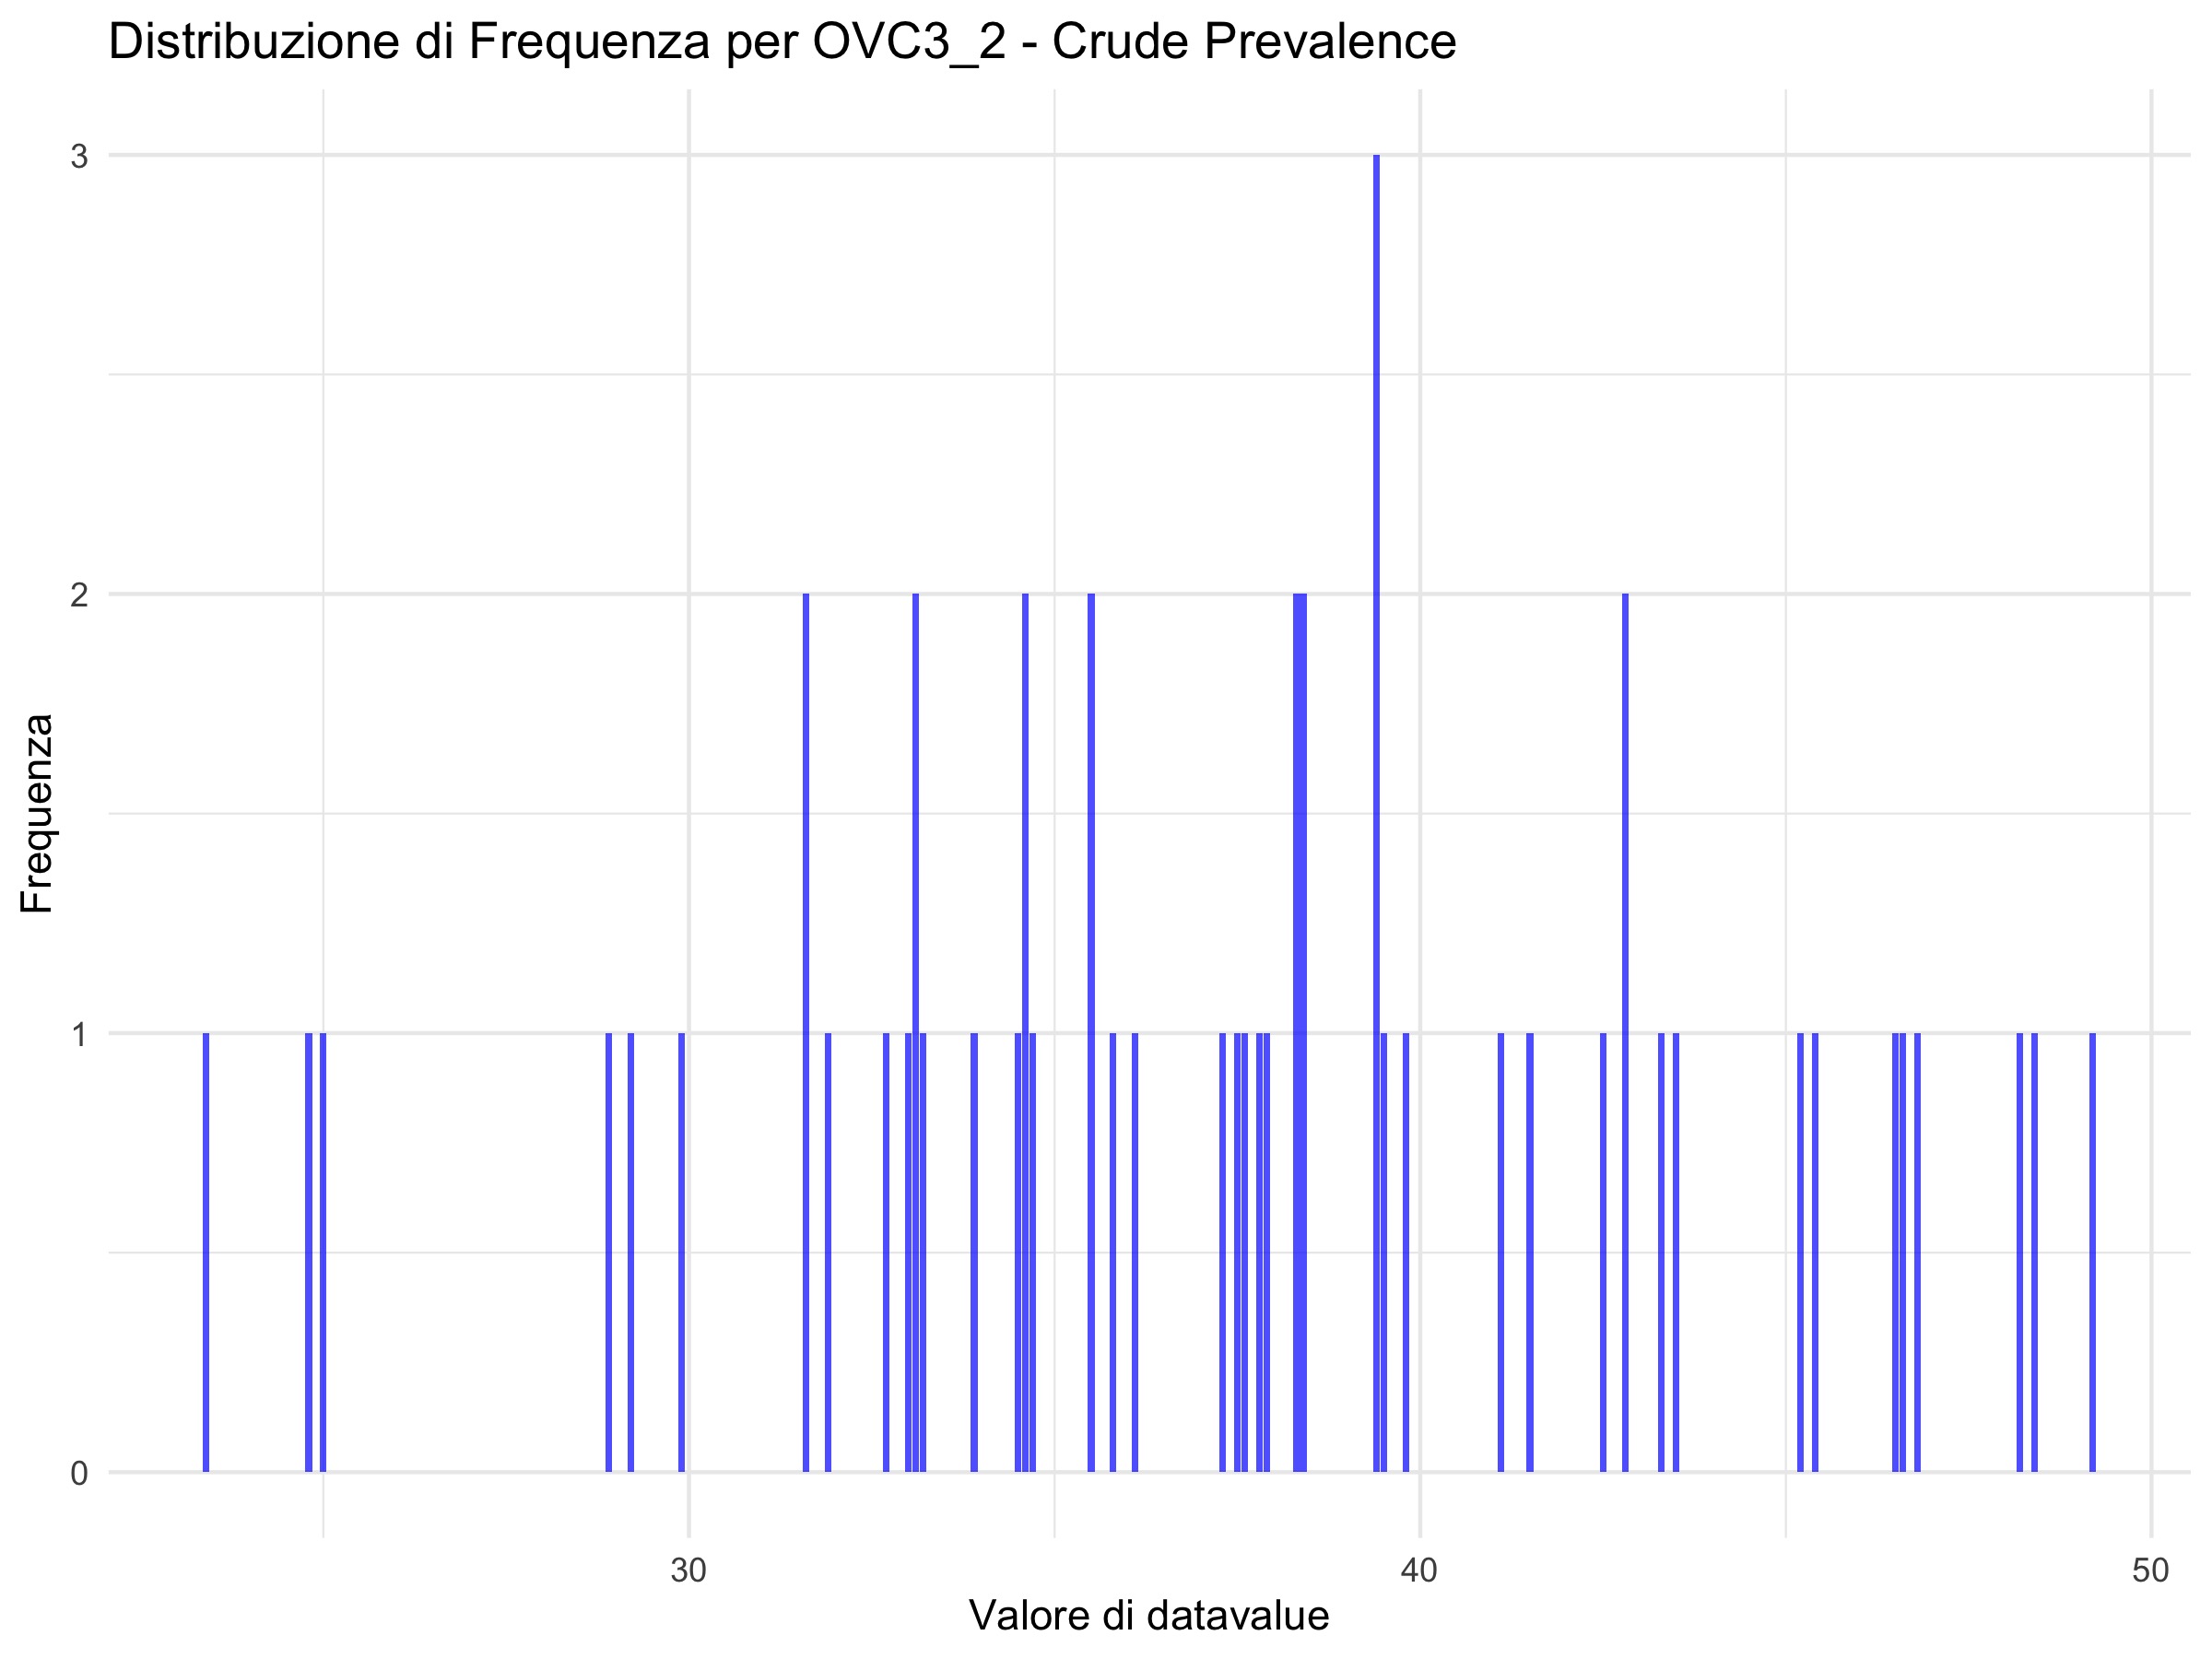 Distribuzione di Frequenza per OVC3_2 - Crude Prevalence
3
2
1
0
Frequenza
30 40 50
Valore di datavalue